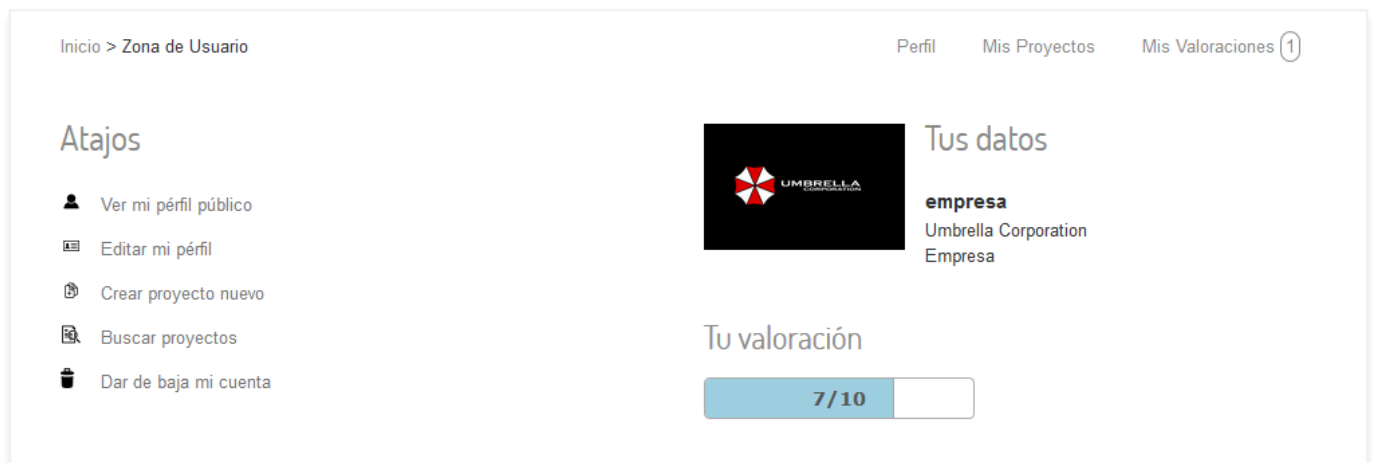 Inicio > Zona de Usuario
Perfil
Mis Proyectos
Mis Valoraciones 1
Atajos
Ver mi pérfil público
Editar mi pérfil
Crear proyecto nuevo
Buscar proyectos
Dar de baja mi cuenta
UMBRELLA
CORPORATION
Tus datos
empresa
Umbrella Corporation
Empresa
Tu valoración
7/10